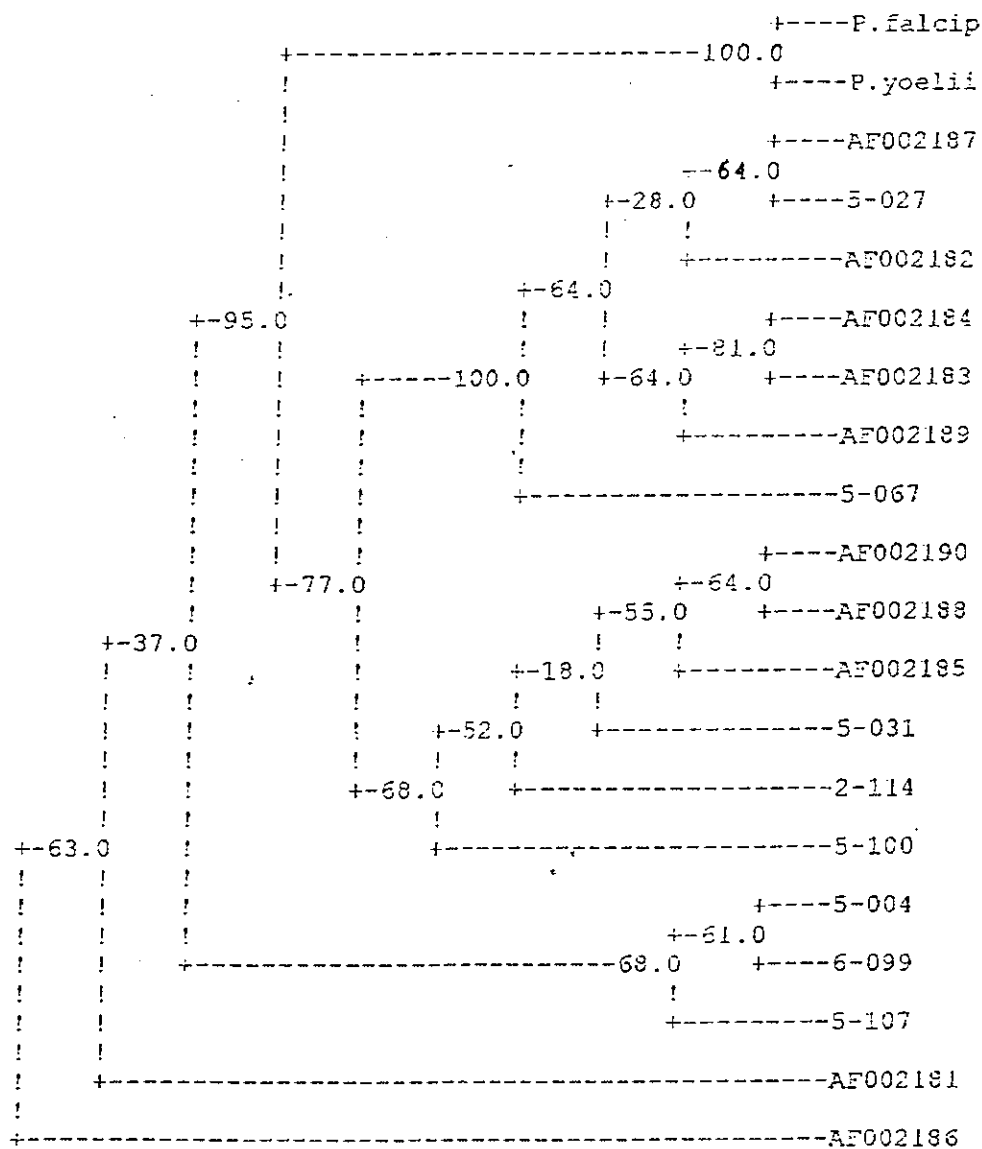 +----P.falcip
+-----------------------100.0
! +----P.yoelii
!
! +----AF002187
! +-64.0
! +-28.0 +----5-027
! ! !
! ! +---------AF002182
! +-64.0
+-95.0 ! ! +----AF002184
! ! ! ! +-81.0
! ! +-----100.0 +-64.0 +----AF002183
! ! ! ! !
! ! ! ! +---------AF002189
! ! ! !
! ! ! +------------------5-067
! ! !
! ! ! +----AF002190
! +-77.0 +-64.0
! ! +-55.0 +----AF002188
+-37.0 ! ! !
! ! ! +-18.0 +---------AF002185
! ! ! ! !
! ! ! +-52.0 +-------------5-031
! ! ! ! !
! ! +-68.0 +------------------2-114
! ! !
+-63.0 ! +-----------------------5-100
! ! !
! ! ! +----5-004
! ! ! +-61.0
! ! +------------------------68.0 +----6-099
! ! !
! ! +---------5-107
! !
! +-----------------------------------------AF002181
!
+----------------------------------------------AF002186